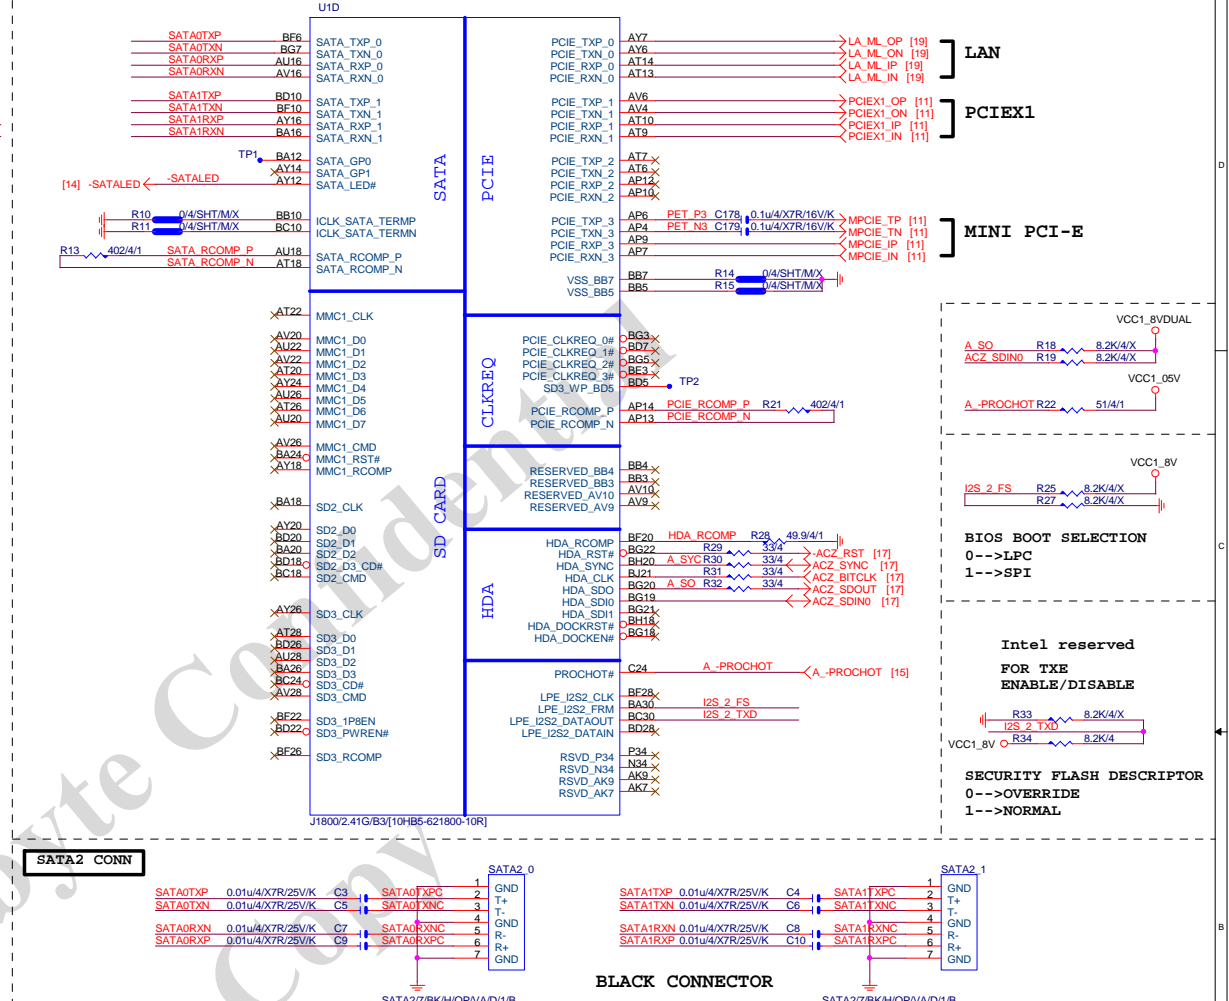 U1D
SATA0TXP BF6 SATA_TXP_0
SATA0TXN BG7 SATA_TXN_0
SATA0RXP AU16 SATA_RXP_0
SATA0RXN AV16 SATA_RXN_0
SATA1TXP BD10 SATA_TXP_1
SATA1TXN BF10 SATA_TXN_1
SATA1RXP AY16 SATA_RXP_1
SATA1RXN BA16 SATA_RXN_1
TP1 BA12 SATA_GP0
AY14 SATA_GP1
[14] -SATALED -SATALED AY12 SATA_LED#
R10 0/4/SHT/M/X BB10 ICLK_SATA_TERMP
R11 0/4/SHT/M/X BC10 ICLK_SATA_TERMN
R13 402/4/1 SATA_RCOMP_P AU18 SATA_RCOMP_P
SATA_RCOMP_N AT18 SATA_RCOMP_N
SATA
AT22 MMC1_CLK
AV20 MMC1_D0
AU22 MMC1_D1
AV22 MMC1_D2
AT20 MMC1_D3
AY24 MMC1_D4
AU26 MMC1_D5
AT26 MMC1_D6
AU20 MMC1_D7
AV26 MMC1_CMD
BA24 MMC1_RST#
AY18 MMC1_RCOMP
BA18 SD2_CLK
AY20 SD2_D0
BD20 SD2_D1
BA20 SD2_D2
BD18 SD2_D3_CD#
BC18 SD2_CMD
AY26 SD3_CLK
AT28 SD3_D0
BD26 SD3_D1
AU28 SD3_D2
BA26 SD3_D3
BC24 SD3_CD#
AV28 SD3_CMD
BF22 SD3_1P8EN
BD22 SD3_PWREN#
BF26 SD3_RCOMP
SD CARD
J1800/2.41G/B3/[10HB5-621800-10R]
PCIE
PCIE_TXP_0 AY7 LA_ML_OP [19]
PCIE_TXN_0 AY6 LA_ML_ON [19]
PCIE_RXP_0 AT14 LA_ML_IP [19]
PCIE_RXN_0 AT13 LA_ML_IN [19]
LAN
PCIE_TXP_1 AV6 PCIEX1_OP [11]
PCIE_TXN_1 AV4 PCIEX1_ON [11]
PCIE_RXP_1 AT10 PCIEX1_IP [11]
PCIE_RXN_1 AT9 PCIEX1_IN [11]
PCIEX1
PCIE_TXP_2 AT7
PCIE_TXN_2 AT6
PCIE_RXP_2 AP12
PCIE_RXN_2 AP10
PCIE_TXP_3 AP6 PET_P3 C178 0.1u/4/X7R/16V/K MPCIE_TP [11]
PCIE_TXN_3 AP4 PET_N3 C179 0.1u/4/X7R/16V/K MPCIE_TN [11]
PCIE_RXP_3 AP9 MPCIE_IP [11]
PCIE_RXN_3 AP7 MPCIE_IN [11]
MINI PCI-E
VSS_BB7 BB7 R14 0/4/SHT/M/X
VSS_BB5 BB5 R15 0/4/SHT/M/X
CLKREQ
PCIE_CLKREQ_0# BG3
PCIE_CLKREQ_1# BD7
PCIE_CLKREQ_2# BG5
PCIE_CLKREQ_3# BE3
SD3_WP_BD5 BD5 TP2
PCIE_RCOMP_P AP14 PCIE_RCOMP_P R21 402/4/1
PCIE_RCOMP_N AP13 PCIE_RCOMP_N
RESERVED_BB4 BB4
RESERVED_BB3 BB3
RESERVED_AV10 AV10
RESERVED_AV9 AV9
HDA
HDA_RCOMP BF20 HDA_RCOMP R28 49.9/4/1
HDA_RST# BG22 R29 33/4 -ACZ_RST [17]
HDA_SYNC BH20 A_SYC R30 33/4 ACZ_SYNC [17]
HDA_CLK BJ21 R31 33/4 ACZ_BITCLK [17]
HDA_SDO BG20 A_SO R32 33/4 ACZ_SDOUT [17]
HDA_SDI0 BG19 ACZ_SDIN0 [17]
HDA_SDI1 BG21
HDA_DOCKRST# BH18
HDA_DOCKEN# BG18
PROCHOT# C24 A_-PROCHOT A_-PROCHOT [15]
LPE_I2S2_CLK BF28
LPE_I2S2_FRM BA30 I2S_2_FS
LPE_I2S2_DATAOUT BC30 I2S_2_TXD
LPE_I2S2_DATAIN BD28
RSVD_P34 P34
RSVD_N34 N34
RSVD_AK9 AK9
RSVD_AK7 AK7
VCC1_8VDUAL
A_SO R18 8.2K/4/X
ACZ_SDIN0 R19 8.2K/4/X
VCC1_05V
A_-PROCHOT R22 51/4/1
VCC1_8V
I2S_2_FS R25 8.2K/4/X
R27 8.2K/4/X
BIOS BOOT SELECTION
0-->LPC
1-->SPI
Intel reserved
FOR TXE
ENABLE/DISABLE
R33 8.2K/4/X
I2S_2_TXD
VCC1_8V R34 8.2K/4
SECURITY FLASH DESCRIPTOR
0-->OVERRIDE
1-->NORMAL
D
C
B
SATA2 CONN
SATA2_0
1 GND
SATA0TXP 0.01u/4/X7R/25V/K C3 SATA0TXPC 2 T+
SATA0TXN 0.01u/4/X7R/25V/K C5 SATA0TXNC 3 T-
4 GND
SATA0RXN 0.01u/4/X7R/25V/K C7 SATA0RXNC 5 R-
SATA0RXP 0.01u/4/X7R/25V/K C9 SATA0RXPC 6 R+
7 GND
SATA2/7/BK/H/OP/VA/D/1/B
SATA2_1
1 GND
SATA1TXP 0.01u/4/X7R/25V/K C4 SATA1TXPC 2 T+
SATA1TXN 0.01u/4/X7R/25V/K C6 SATA1TXNC 3 T-
4 GND
SATA1RXN 0.01u/4/X7R/25V/K C8 SATA1RXNC 5 R-
SATA1RXP 0.01u/4/X7R/25V/K C10 SATA1RXPC 6 R+
7 GND
SATA2/7/BK/H/OP/VA/D/1/B
BLACK CONNECTOR
byte Confidential
Copy